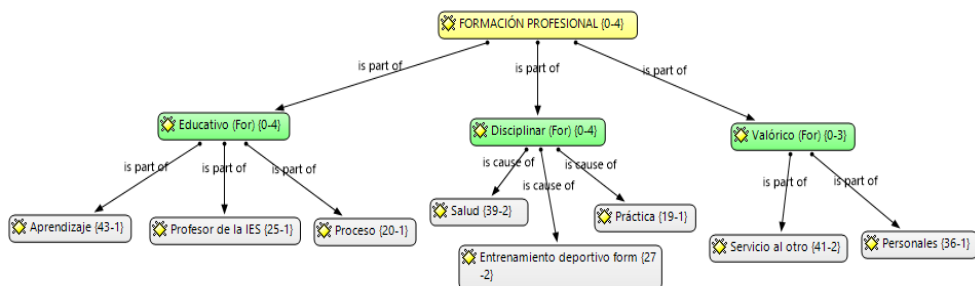 FORMACIÓN PROFESIONAL {0-4}
is part of
is part of
is part of
Educativo (For) {0-4}
Disciplinar (For) {0-4}
Valórico (For) {0-3}
is part of
is part of
is part of
is cause of
is cause of
is cause of
is part of
is part of
Aprendizaje {43-1}
Profesor de la IES {25-1}
Proceso {20-1}
Salud {39-2}
Práctica {19-1}
Entrenamiento deportivo form {27
-2}
Servicio al otro {41-2}
Personales {36-1}